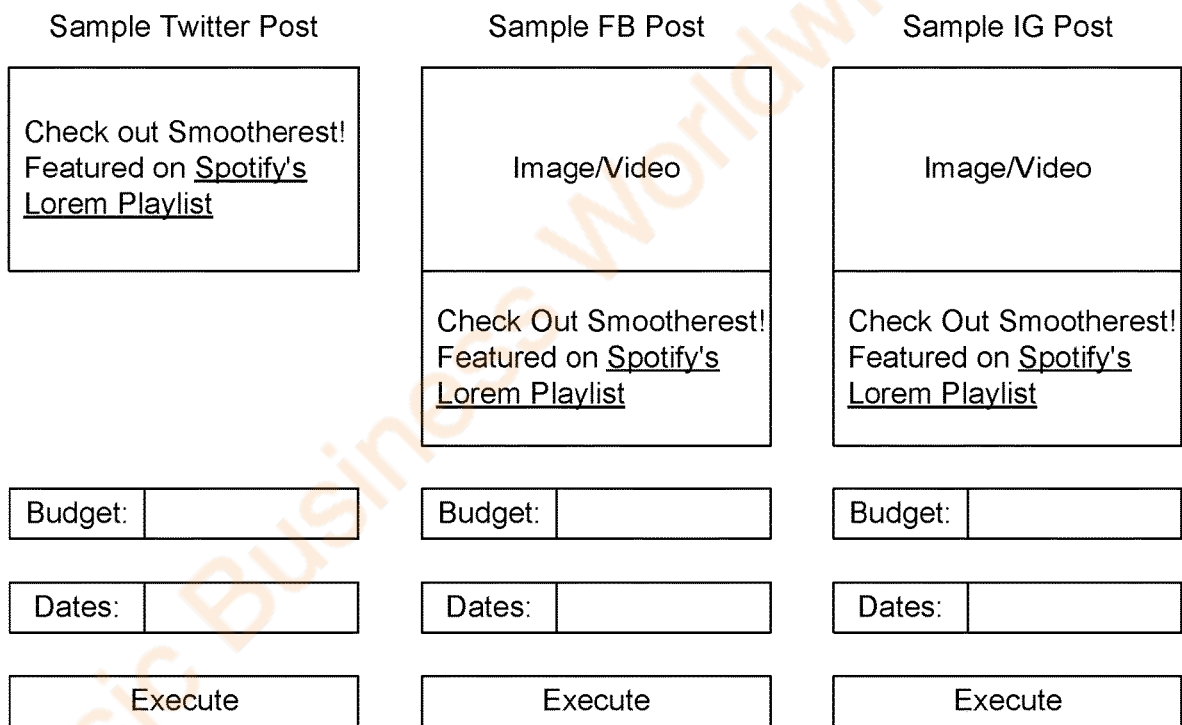 Sample Twitter Post
Check out Smootherest!
Featured on Spotify's
Lorem Playlist
Budget:
Dates:
Execute
Sample FB Post
Image/Video
Check Out Smootherest!
Featured on Spotify's
Lorem Playlist
Budget:
Dates:
Execute
Sample IG Post
Image/Video
Check Out Smootherest!
Featured on Spotify's
Lorem Playlist
Budget:
Dates:
Execute
Business